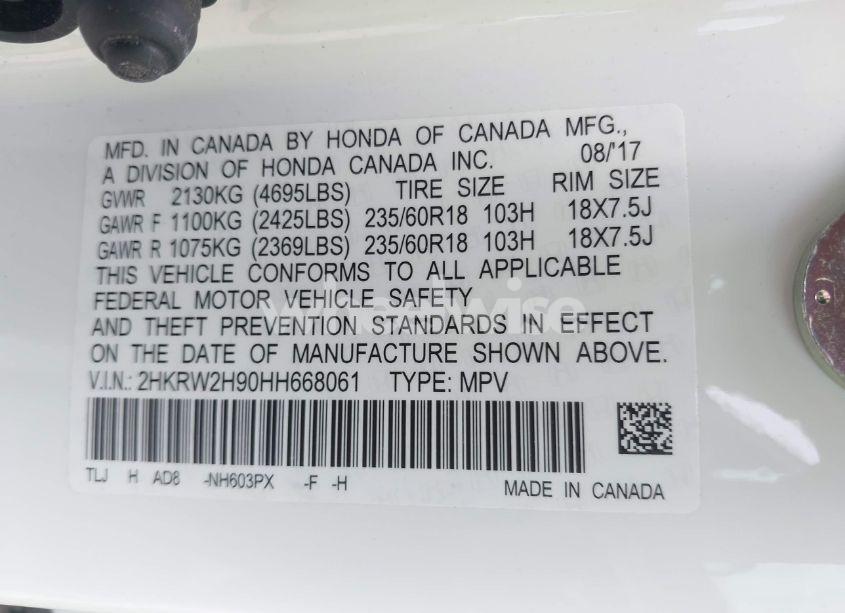 MFD. IN CANADA BY HONDA OF CANADA MFG.,
A DIVISION OF HONDA CANADA INC. 08/'17
GVWR 2130KG (4695LBS) TIRE SIZE RIM SIZE
GAWR F 1100KG (2425LBS) 235/60R18 103H 18X7.5J
GAWR R 1075KG (2369LBS) 235/60R18 103H 18X7.5J
THIS VEHICLE CONFORMS TO ALL APPLICABLE
FEDERAL MOTOR VEHICLE SAFETY
AND THEFT PREVENTION STANDARDS IN EFFECT
ON THE DATE OF MANUFACTURE SHOWN ABOVE.
V.I.N.: 2HKRW2H90HH668061 TYPE: MPV
TLJ H AD8 -NH603PX -F -H
MADE IN CANADA